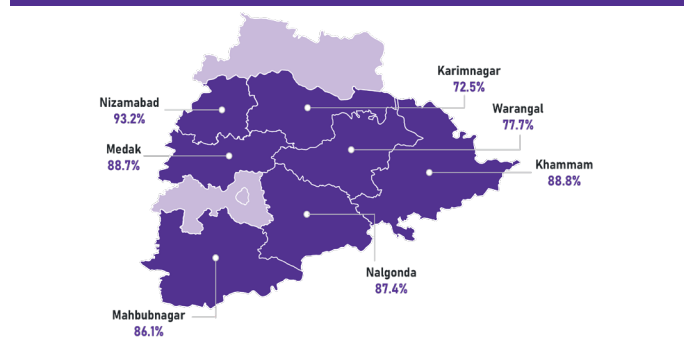 Karimnagar
72.5%
Nizamabad
93.2%
Warangal
77.7%
Medak
88.7%
Khammam
88.8%
Nalgonda
87.4%
Mahbubnagar
86.1%